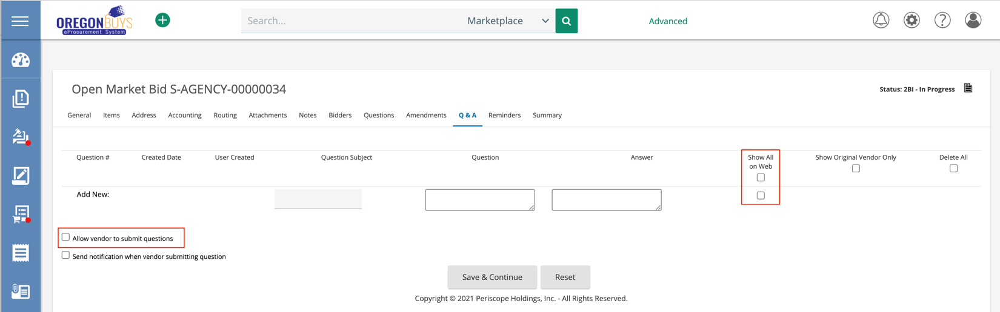 OREGONBUYS
eProcurement System
Search...
Marketplace
Advanced
Open Market Bid S-AGENCY-00000034
Status: 2BI - In Progress
General Items Address Accounting Routing Attachments Notes Bidders Questions Amendments Q & A Reminders Summary
Question # Created Date User Created Question Subject Question Answer Show All on Web Show Original Vendor Only Delete All
Add New:
Allow vendor to submit questions
Send notification when vendor submitting question
Save & Continue Reset
Copyright © 2021 Periscope Holdings, Inc. - All Rights Reserved.